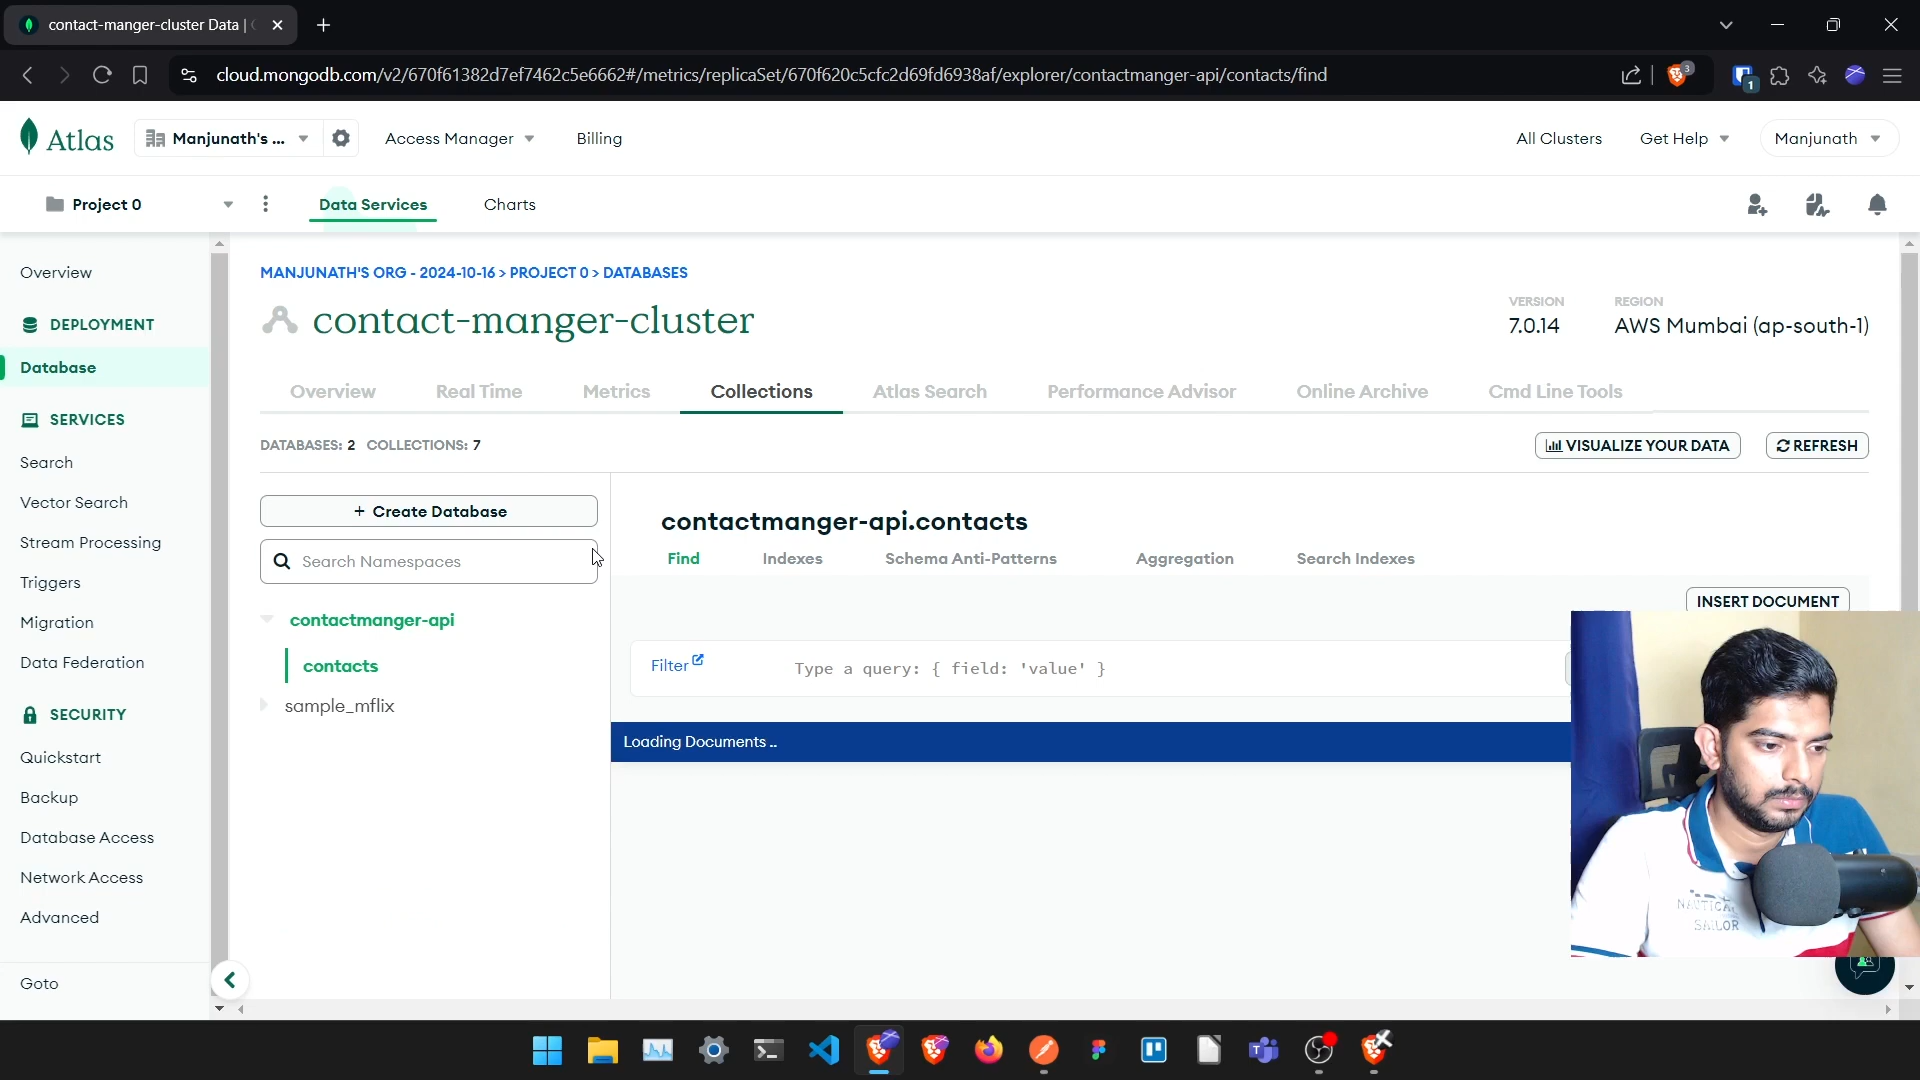 contact-manger-cluster Data |
cloud.mongodb.com/v2/670f61382d7ef7462c5e6662#/metrics/replicaSet/670f620c5cfc2d69fd6938af/explorer/contactmanger-api/contacts/find
3
1
Atlas
Manjunath's ...
Access Manager
Billing
All Clusters
Get Help
Manjunath
Project 0
Data Services
Charts
Overview
DEPLOYMENT
Database
SERVICES
Search
Vector Search
Stream Processing
Triggers
Migration
Data Federation
SECURITY
Quickstart
Backup
Database Access
Network Access
Advanced
Goto
MANJUNATH'S ORG - 2024-10-16 > PROJECT 0 > DATABASES
contact-manger-cluster
VERSION
7.0.14
REGION
AWS Mumbai (ap-south-1)
Overview
Real Time
Metrics
Collections
Atlas Search
Performance Advisor
Online Archive
Cmd Line Tools
DATABASES: 2 COLLECTIONS: 7
VISUALIZE YOUR DATA
REFRESH
+ Create Database
Search Namespaces
contactmanger-api
contacts
sample_mflix
contactmanger-api.contacts
Find
Indexes
Schema Anti-Patterns
Aggregation
Search Indexes
INSERT DOCUMENT
Filter
Type a query: { field: 'value' }
Loading Documents ..
NAUTICA
SAILOR